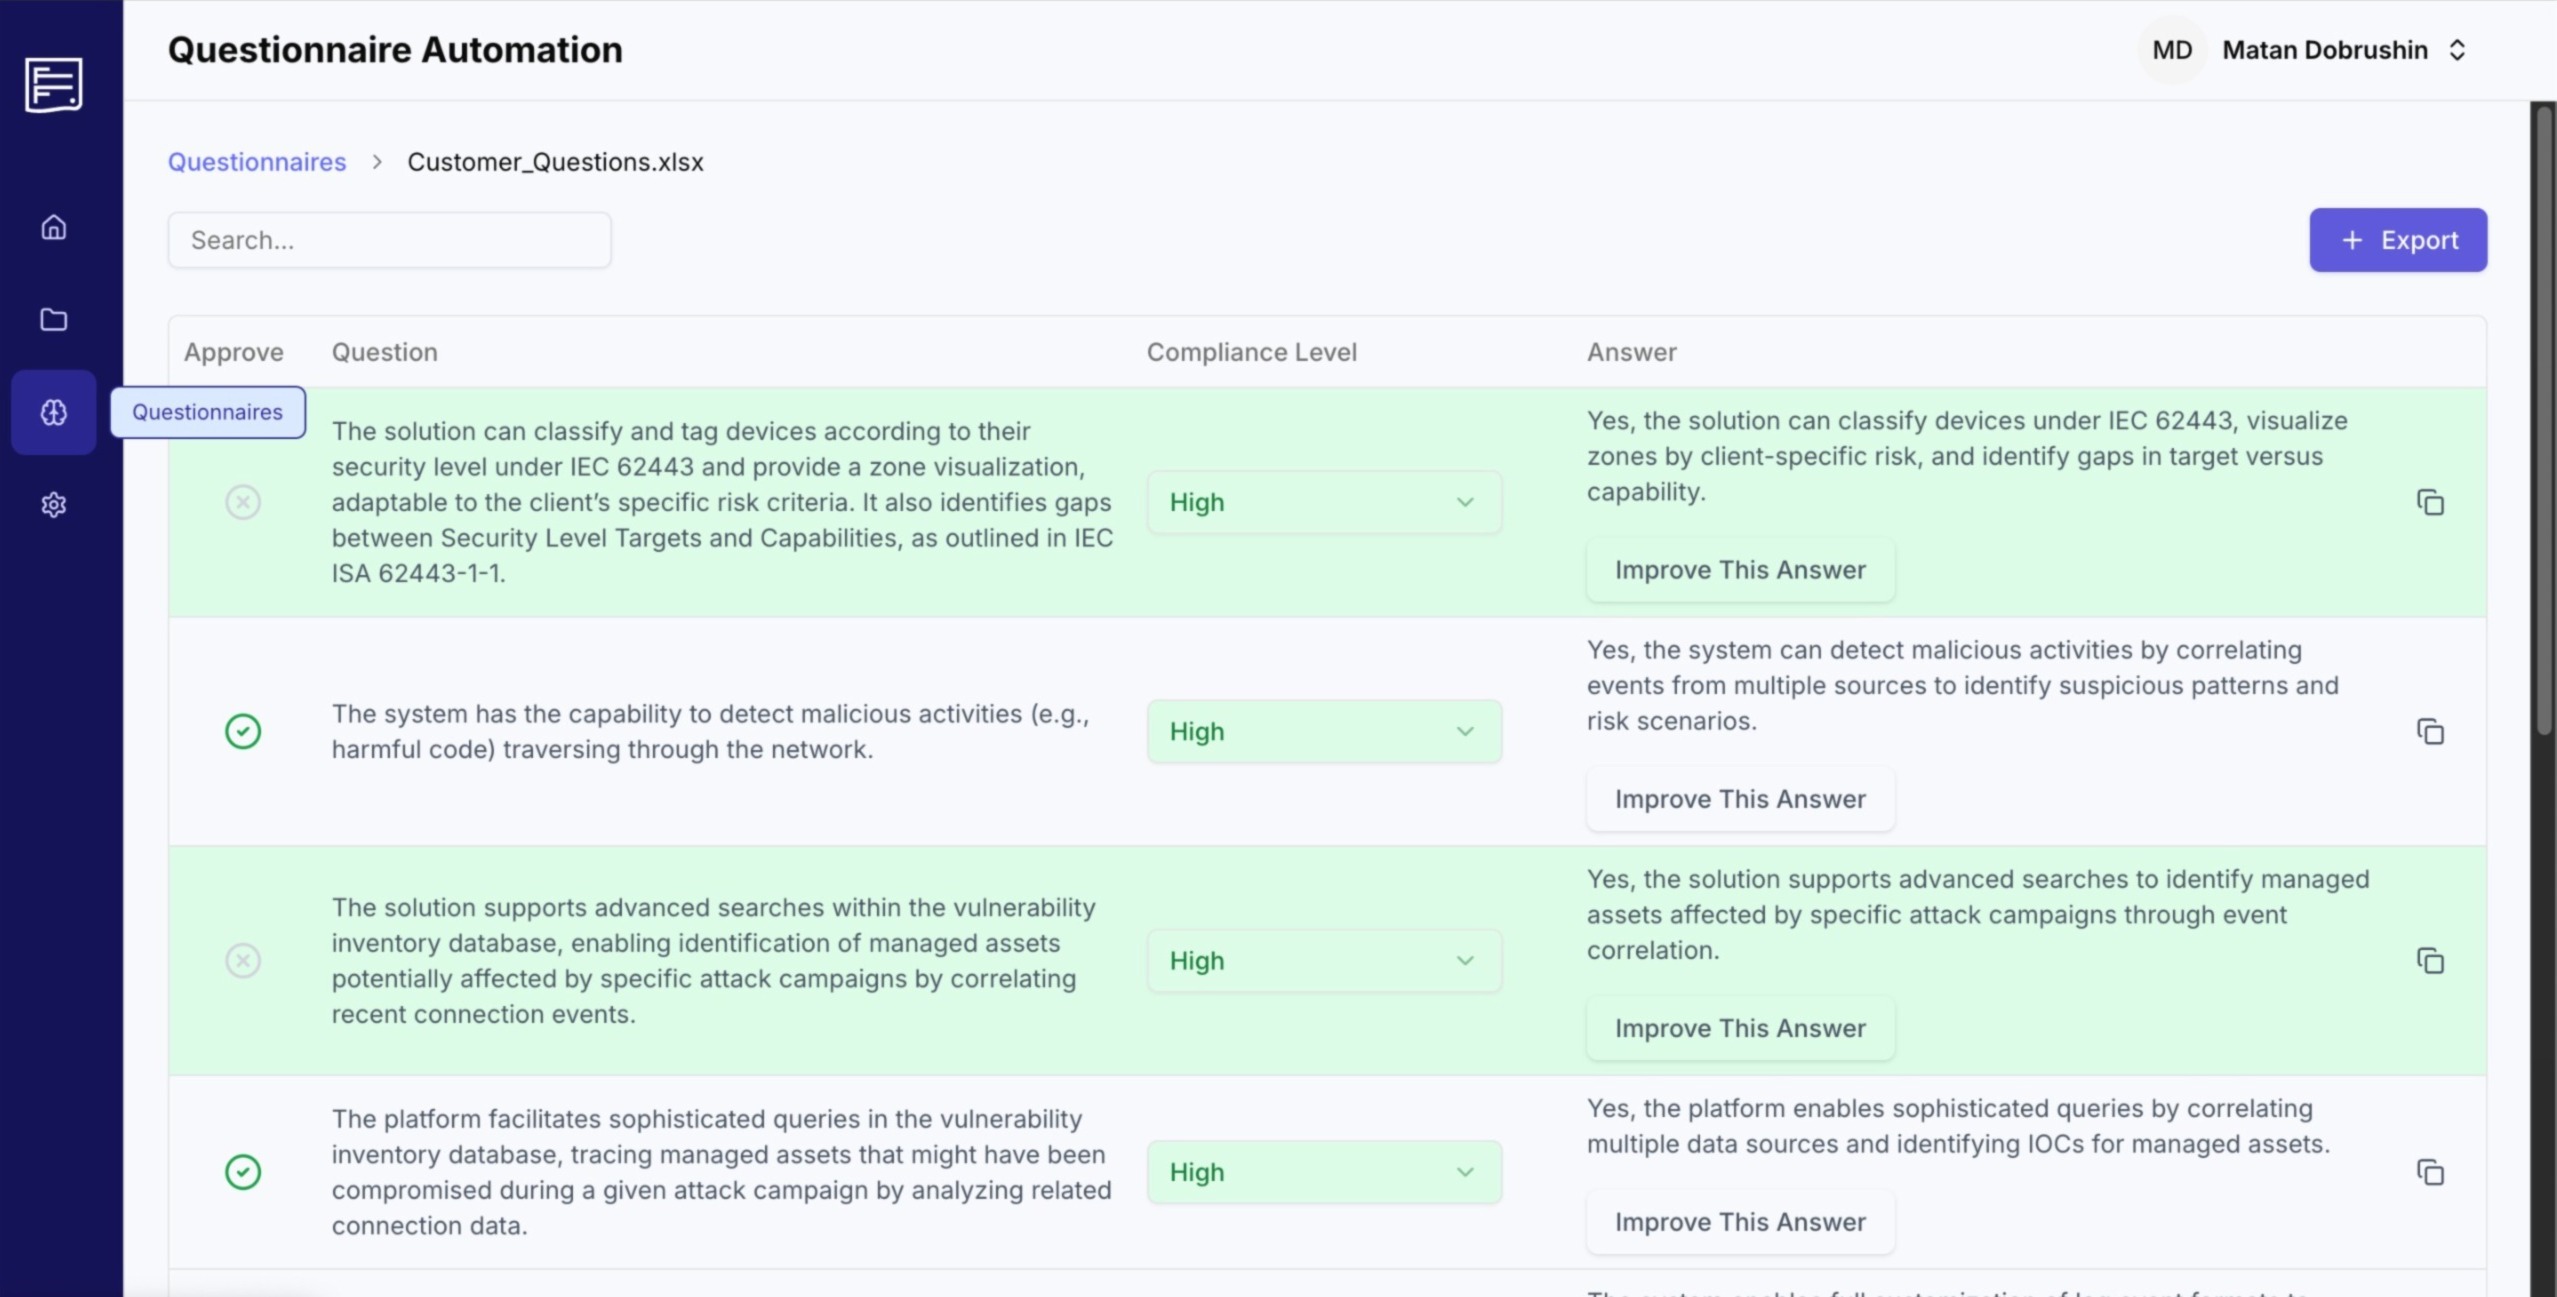 Questionnaire Automation
MD Matan Dobrushin
Questionnaires > Customer_Questions.xlsx
Search...
+ Export
Approve Question Compliance Level Answer
Questionnaires
The solution can classify and tag devices according to their
security level under IEC 62443 and provide a zone visualization,
adaptable to the client’s specific risk criteria. It also identifies gaps
between Security Level Targets and Capabilities, as outlined in IEC
ISA 62443-1-1.
High
Yes, the solution can classify devices under IEC 62443, visualize
zones by client-specific risk, and identify gaps in target versus
capability.
Improve This Answer
The system has the capability to detect malicious activities (e.g.,
harmful code) traversing through the network.
High
Yes, the system can detect malicious activities by correlating
events from multiple sources to identify suspicious patterns and
risk scenarios.
Improve This Answer
The solution supports advanced searches within the vulnerability
inventory database, enabling identification of managed assets
potentially affected by specific attack campaigns by correlating
recent connection events.
High
Yes, the solution supports advanced searches to identify managed
assets affected by specific attack campaigns through event
correlation.
Improve This Answer
The platform facilitates sophisticated queries in the vulnerability
inventory database, tracing managed assets that might have been
compromised during a given attack campaign by analyzing related
connection data.
High
Yes, the platform enables sophisticated queries by correlating
multiple data sources and identifying IOCs for managed assets.
Improve This Answer